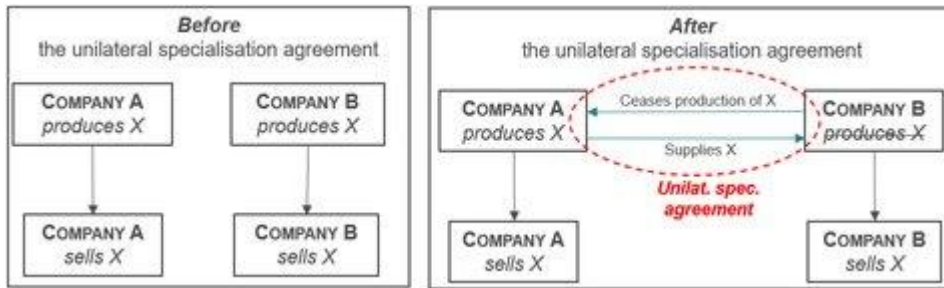 Before
the unilateral specialisation agreement
COMPANY A
produces X
COMPANY B
produces X
COMPANY A
sells X
COMPANY B
sells X
After
the unilateral specialisation agreement
COMPANY A
produces X
Ceases production of X
Supplies X
COMPANY B
produces X
Unilat. spec.
agreement
COMPANY A
sells X
COMPANY B
sells X